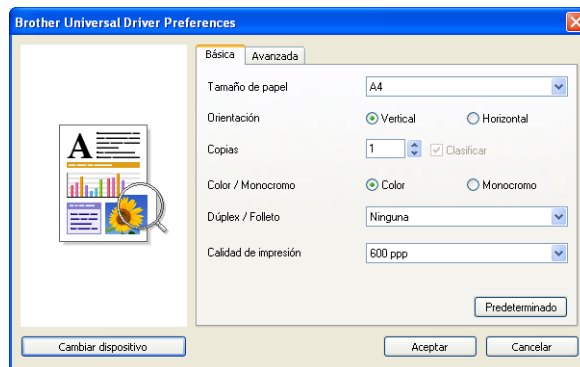 Brother Universal Driver Preferences
Básica Avanzada
Tamaño de papel A4
Orientación Vertical Horizontal
Copias 1 Clasificar
Color / Monocromo Color Monocromo
Dúplex / Folleto Ninguna
Calidad de impresión 600 ppp
Predeterminado
Cambiar dispositivo Aceptar Cancelar
A